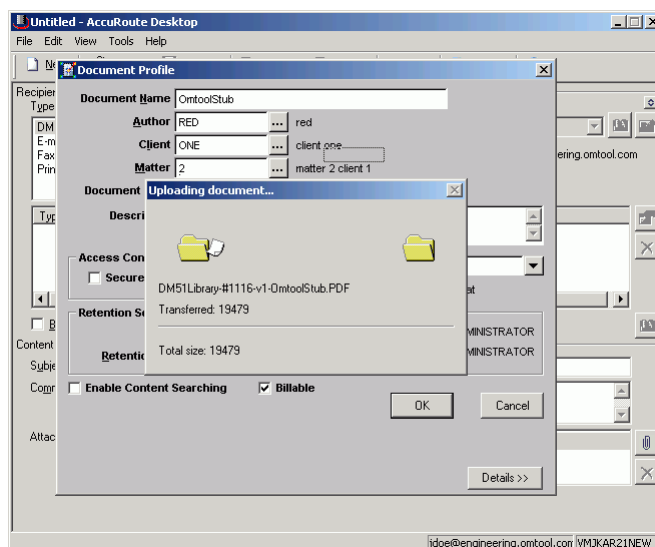 Untitled - AccuRoute Desktop
File Edit View Tools Help
Document Profile
Recipien
Type
Document Name OmtoolStub
DM
Author RED ... red
E-m
Client ONE ... client one
Fax
ering.omtool.com
Prin
Matter 2 ... matter 2 client 1
Document
Uploading document...
Typ
Descri
Access Con
Secure
DM51Library-#1116-v1-OmtoolStub.PDF
at
Transferred: 19479
Retention Se
MINISTRATOR
Content
Total size: 19479
Retentio
MINISTRATOR
Subje
Enable Content Searching
Billable
Comr
OK
Cancel
Attac
Details >>
jdoe@engineering.omtool.com VMJKAR21NEW